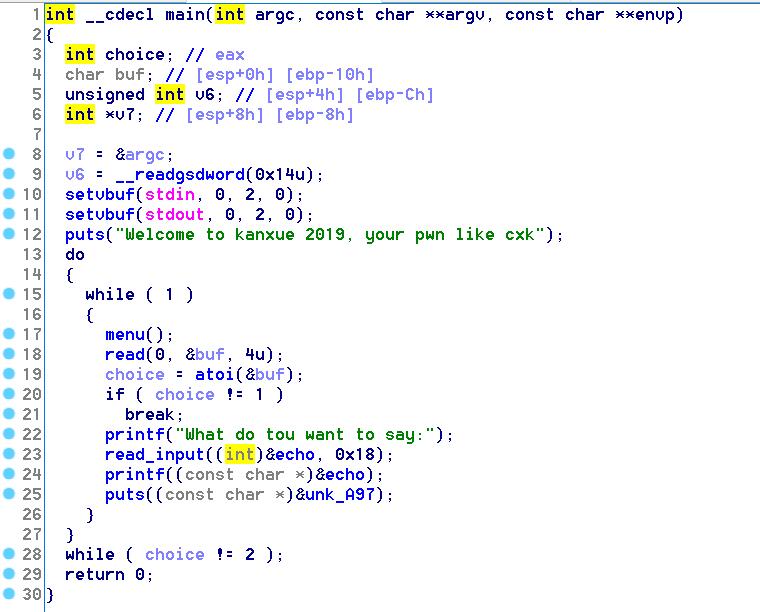 1 int __cdecl main(int argc, const char **argv, const char **envp)
2 {
3 int choice; // eax
4 char buf; // [esp+0h] [ebp-10h]
5 unsigned int v6; // [esp+4h] [ebp-Ch]
6 int *v7; // [esp+8h] [ebp-8h]
7
8 v7 = &argc;
9 v6 = __readgsdword(0x14u);
10 setvbuf(stdin, 0, 2, 0);
11 setvbuf(stdout, 0, 2, 0);
12 puts("Welcome to kanxue 2019, your pwn like cxk");
13 do
14 {
15 while ( 1 )
16 {
17 menu();
18 read(0, &buf, 4u);
19 choice = atoi(&buf);
20 if ( choice != 1 )
21 break;
22 printf("What do tou want to say:");
23 read_input((int)&echo, 0x18);
24 printf((const char *)&echo);
25 puts((const char *)&unk_A97);
26 }
27 }
28 while ( choice != 2 );
29 return 0;
30 }